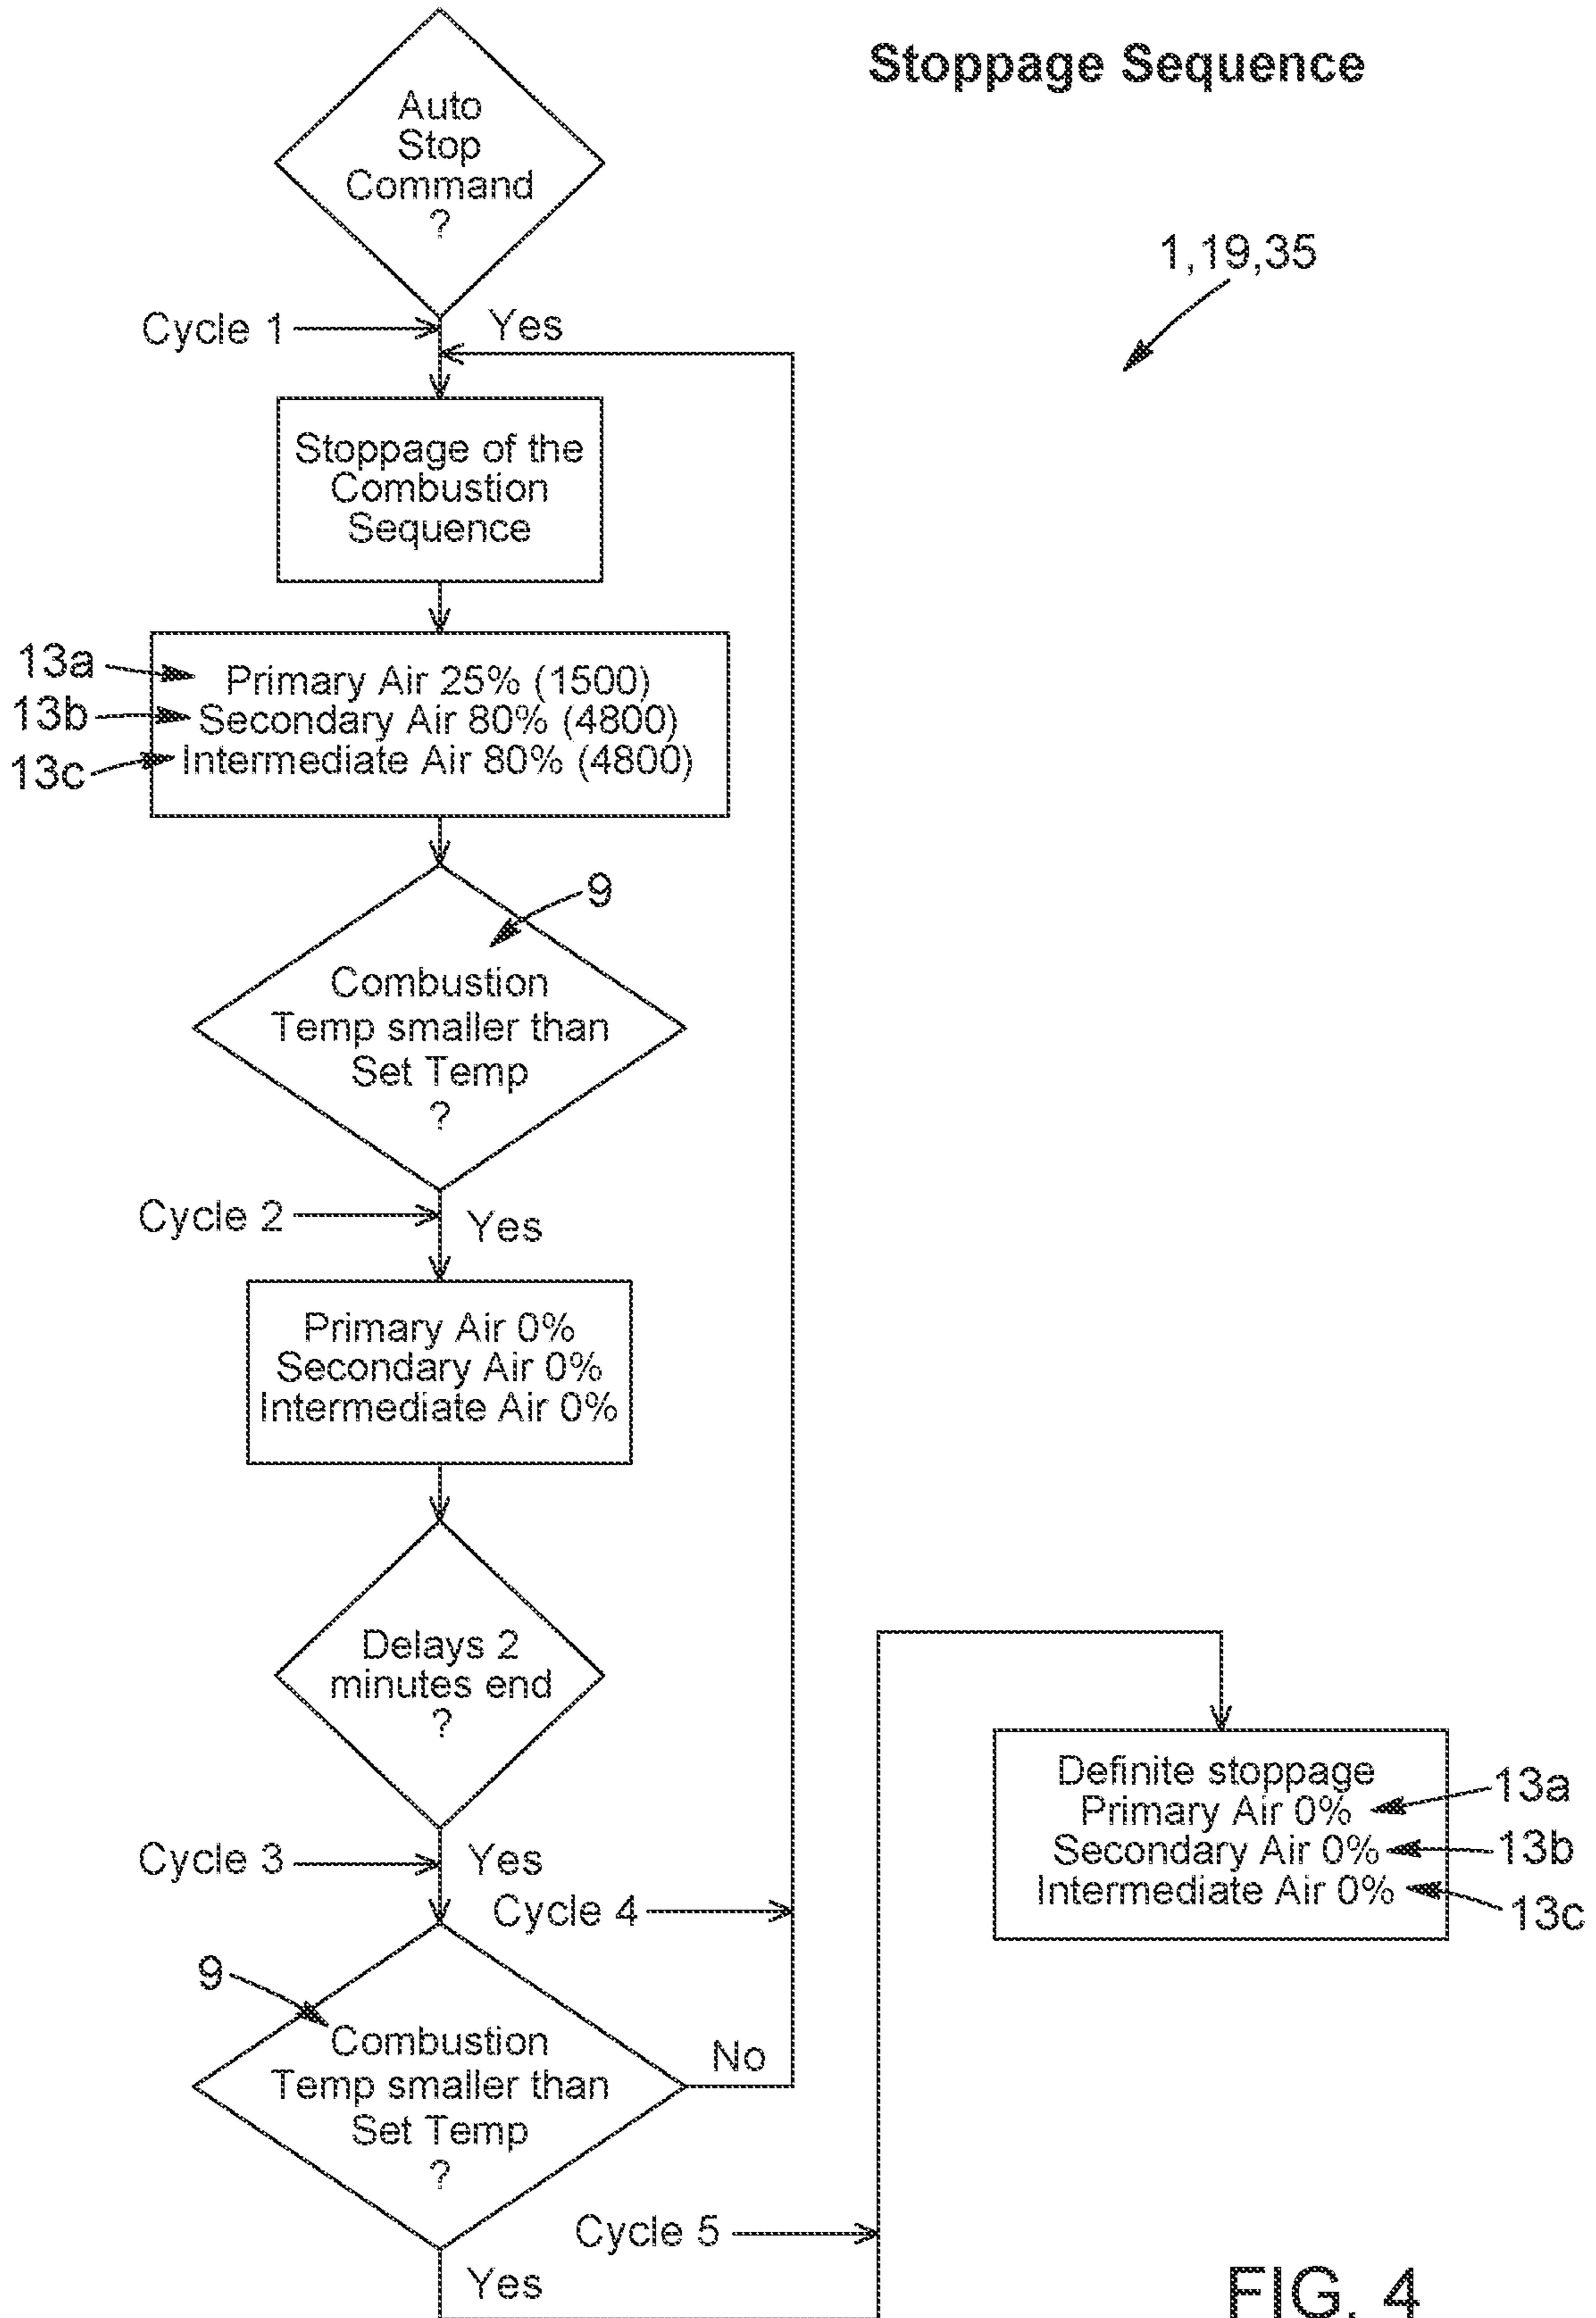 Stoppage Sequence
Auto
Stop
Command
?
1,19,35
Cycle 1
Yes
Stoppage of the
Combustion
Sequence
13a
Primary Air 25% (1500)
13b
Secondary Air 80% (4800)
13c
Intermediate Air 80% (4800)
9
Combustion
Temp smaller than
Set Temp
?
Cycle 2
Yes
Primary Air 0%
Secondary Air 0%
Intermediate Air 0%
Delays 2
minutes end
?
Cycle 3
Yes
Cycle 4
9
Combustion
Temp smaller than
Set Temp
?
No
Cycle 5
Yes
Definite stoppage
Primary Air 0%
13a
Secondary Air 0%
13b
Intermediate Air 0%
13c
FIG. 4